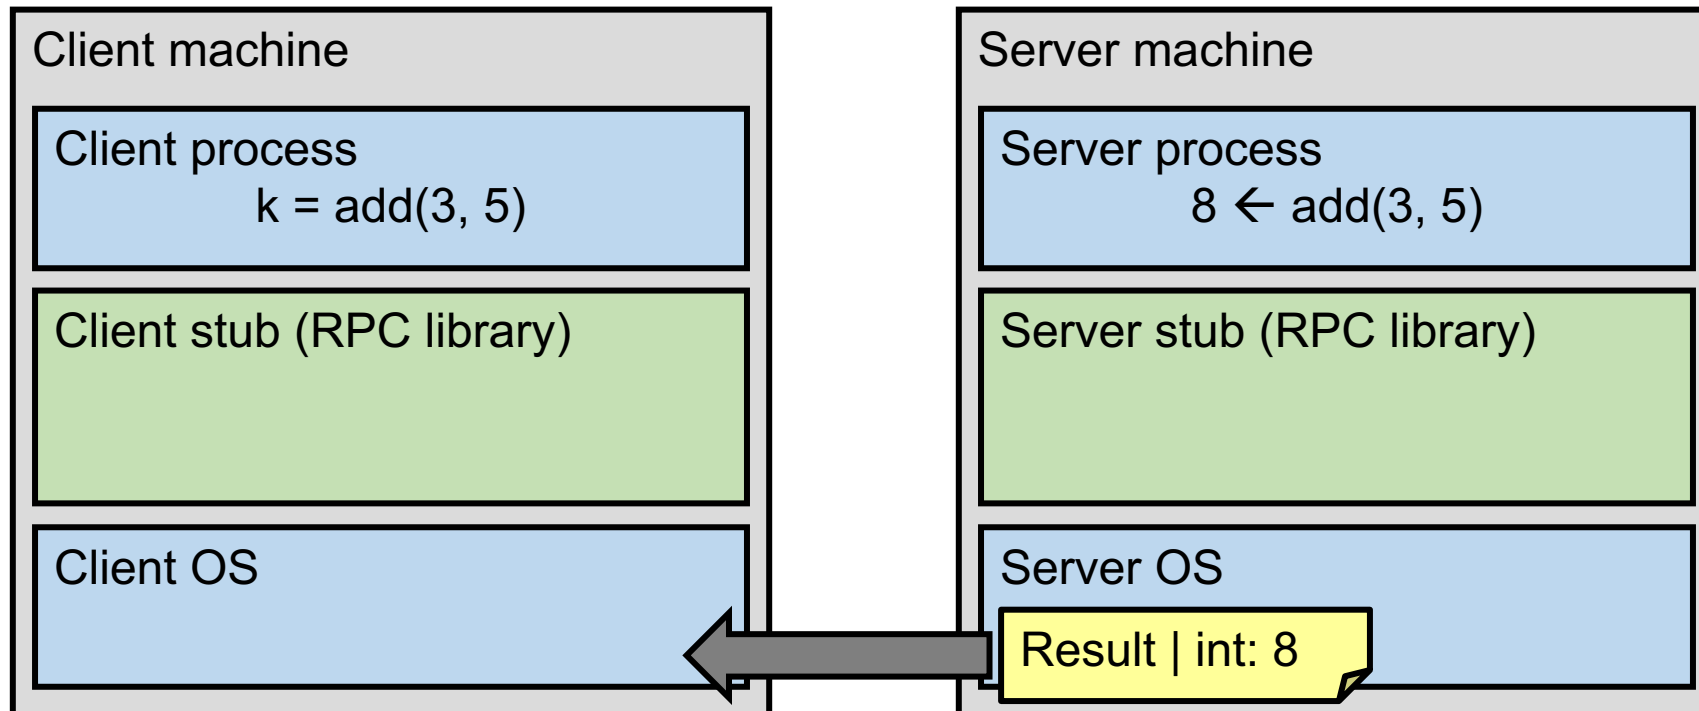 Client machine
Client process
k = add(3, 5)
Client stub (RPC library)
Client OS
Server machine
Server process
8 ← add(3, 5)
Server stub (RPC library)
Server OS
Result | int: 8